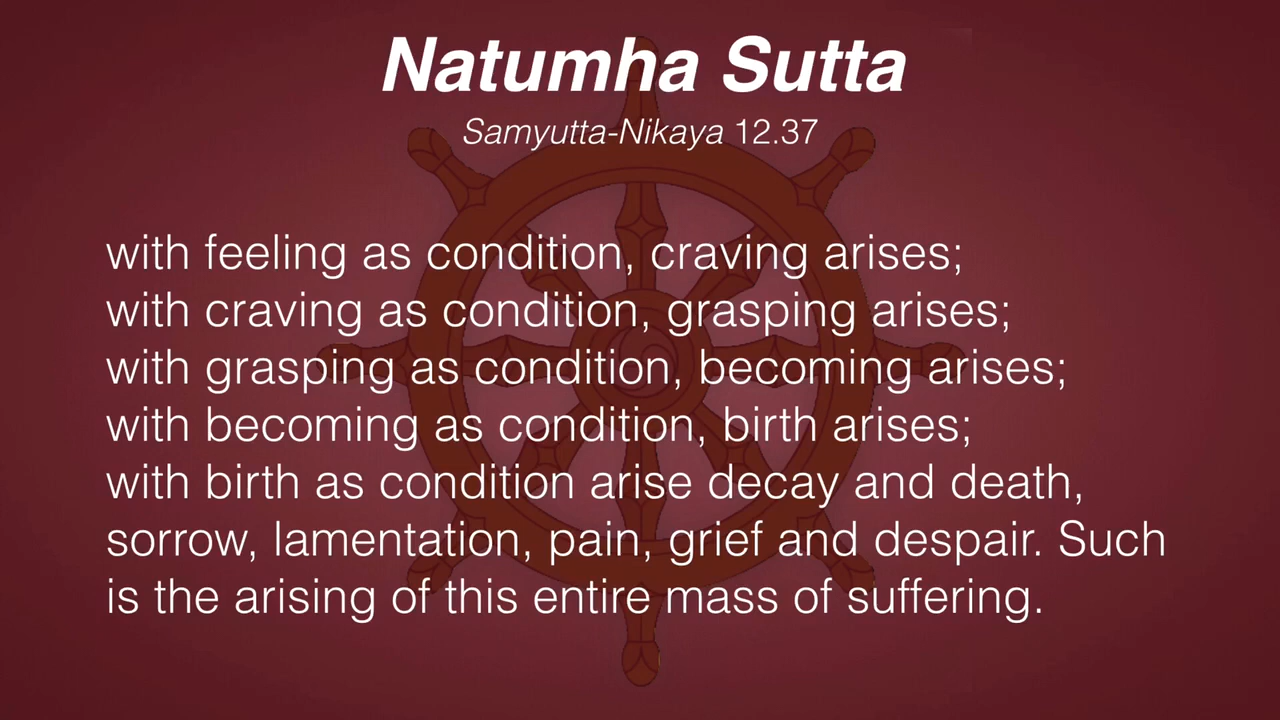 Natumha Sutta
Samyutta-Nikaya 12.37
with feeling as condition, craving arises;
with craving as condition, grasping arises;
with grasping as condition, becoming arises;
with becoming as condition, birth arises;
with birth as condition arise decay and death,
sorrow, lamentation, pain, grief and despair. Such
is the arising of this entire mass of suffering.